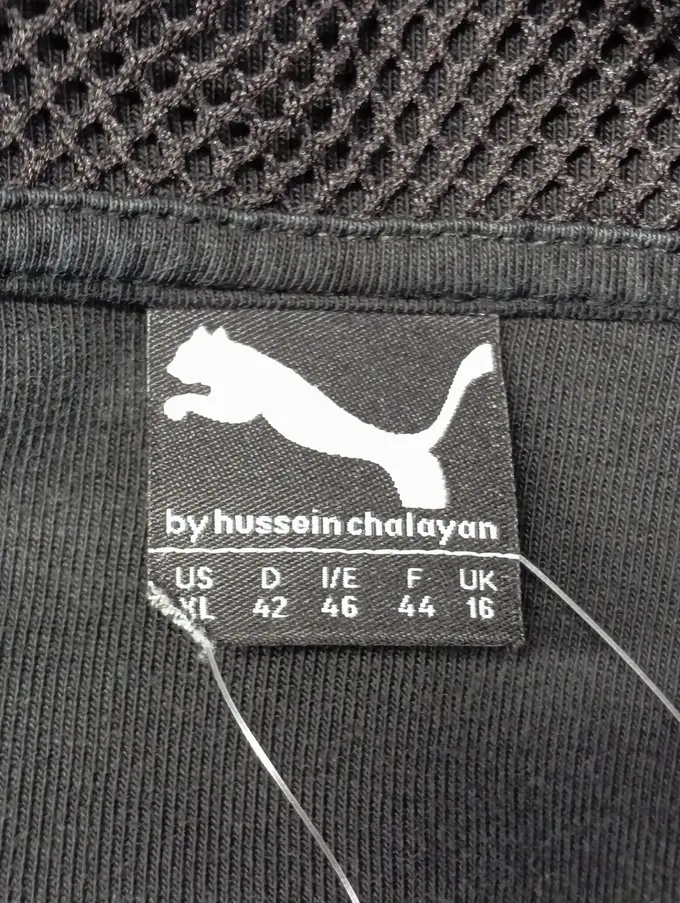 by hussein chalayan
US D I/E F UK
XL 42 46 44 16